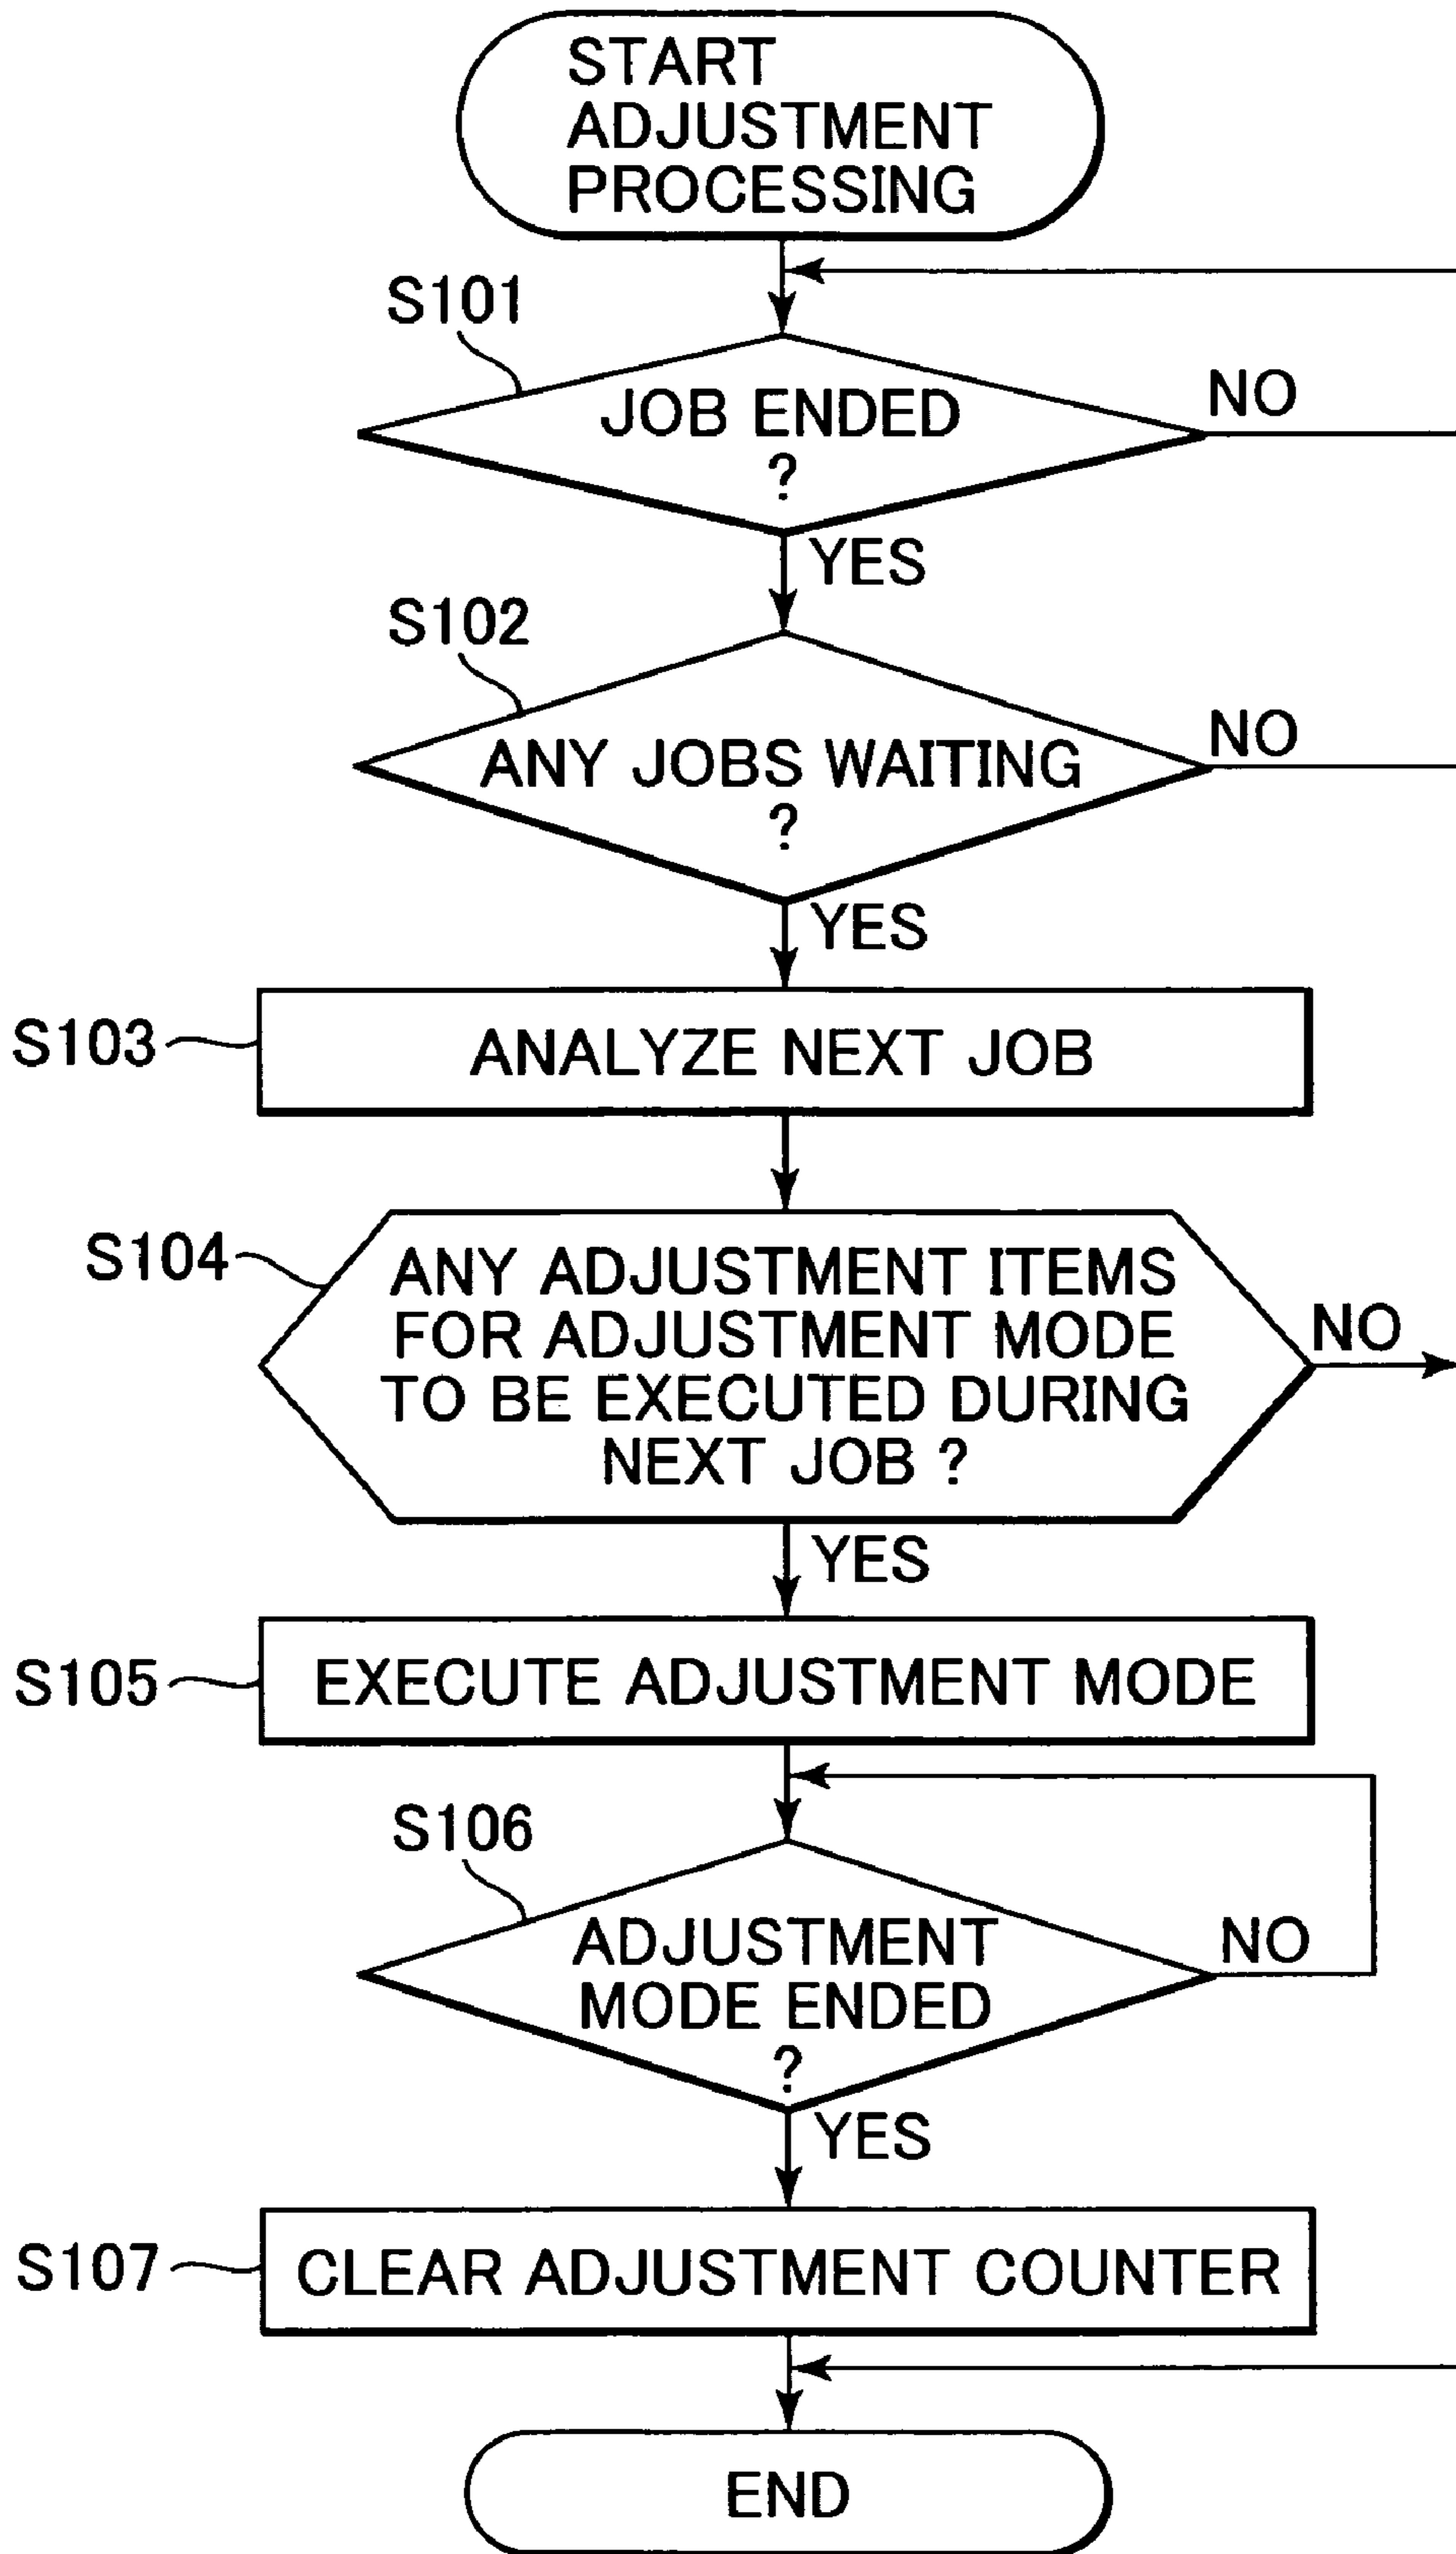 START
ADJUSTMENT
PROCESSING
S101
JOB ENDED
?
NO
YES
S102
ANY JOBS WAITING
?
NO
YES
S103
ANALYZE NEXT JOB
S104
ANY ADJUSTMENT ITEMS
FOR ADJUSTMENT MODE
TO BE EXECUTED DURING
NEXT JOB ?
NO
YES
S105
EXECUTE ADJUSTMENT MODE
S106
ADJUSTMENT
MODE ENDED
?
NO
YES
S107
CLEAR ADJUSTMENT COUNTER
END